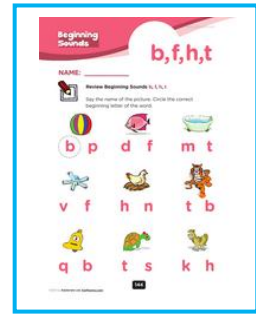 Beginning
Sounds
b,f,h,t
NAME:
Review Beginning Sounds b, f, h, t
Say the name of the picture. Circle the correct
beginning letter of the word.
b p d f m t
v f h n t b
q b t s k h
144